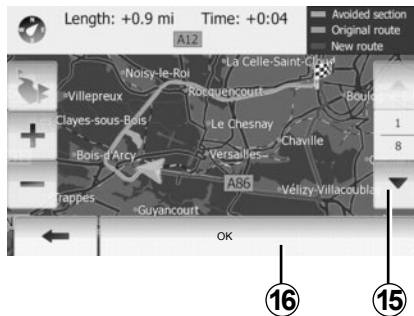 Length: +0.9 mi Time: +0:04
A12
Avoided section
Original route
New route
La Celle-Saint-Cloud
Noisy-le-Roi
Villepreux
Rocquencourt
Clayes-sous-Bois
Le Chesnay
1
8
Chaville
Bois-d'Arcy
Versailles
A86
Vélizy-Villacoubla
Trappes
Guyancourt
OK
16
15